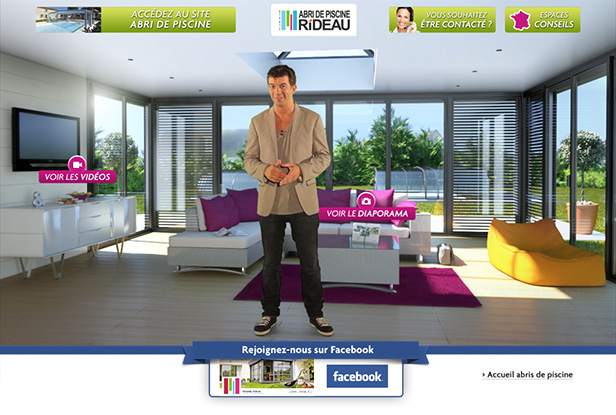 ACCÉDEZ AU SITE
ABRI DE PISCINE
ABRI DE PISCINE
RIDEAU
VOUS SOUHAITEZ
ÊTRE CONTACTÉ ?
ESPACES
CONSEILS
VOIR LES VIDÉOS
VOIR LE DIAPORAMA
Rejoignez-nous sur Facebook
facebook
› Accueil abris de piscine